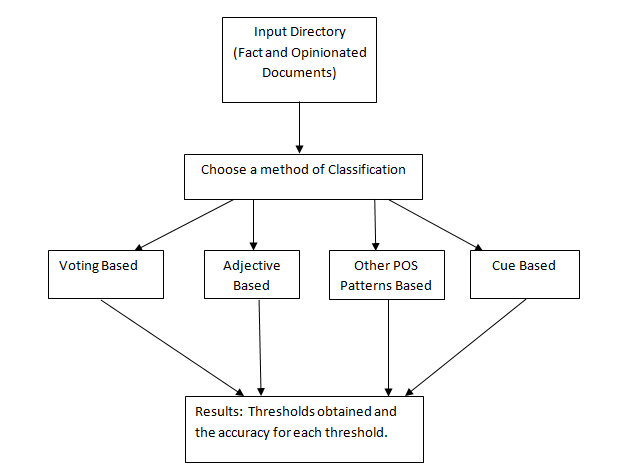 Input Directory
(Fact and Opinionated
Documents)
Choose a method of Classification
Voting Based
Adjective
Based
Other POS
Patterns Based
Cue Based
Results:  Thresholds obtained and
the accuracy for each threshold.